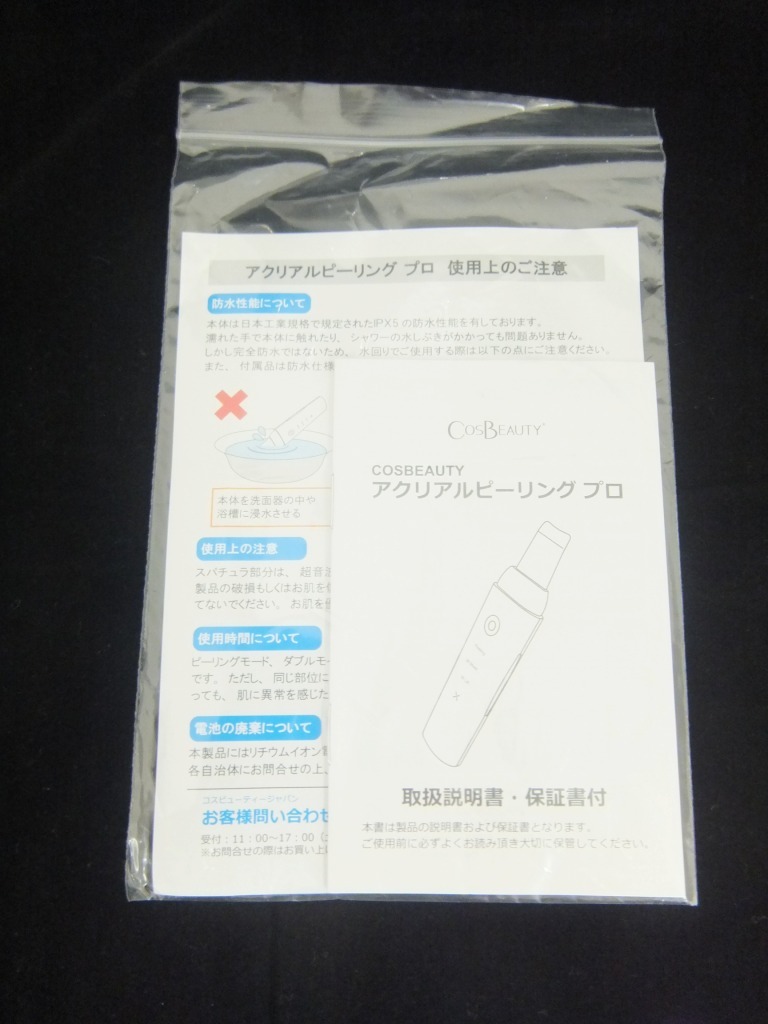 アクリアルピーリング プロ 使用上のご注意
防水性能について
本体は日本工業規格で規定されたIPX5 の防水性能を有しております。
濡れた手で本体に触れたり、シャワーの水しぶきがかかっても問題ありません。
しかし完全防水ではないため、水回りでご使用する際は以下の点にご注意ください。
また、付属品は防水仕様
本体を洗面器の中や
浴槽に浸水させる
使用上の注意
スパチュラ部分は、超音波
製品の破損もしくはお肌を
てないでください。お肌を
使用時間について
ピーリングモード、ダブルモー
です。ただし、同じ部位に
っても、肌に異常を感じた
電池の廃棄について
本製品にはリチウムイオン
各自治体にお問合せの上、
コスビューティージャパン
お客様問い合わせ
受付：11：00～17：00
※お問合せの際はお買い上
COSBEAUTY
COSBEAUTY
アクリアルピーリング プロ
取扱説明書・保証書付
本書は製品の説明書および保証書となります。
ご使用前に必ずよくお読み頂き大切に保管してください。